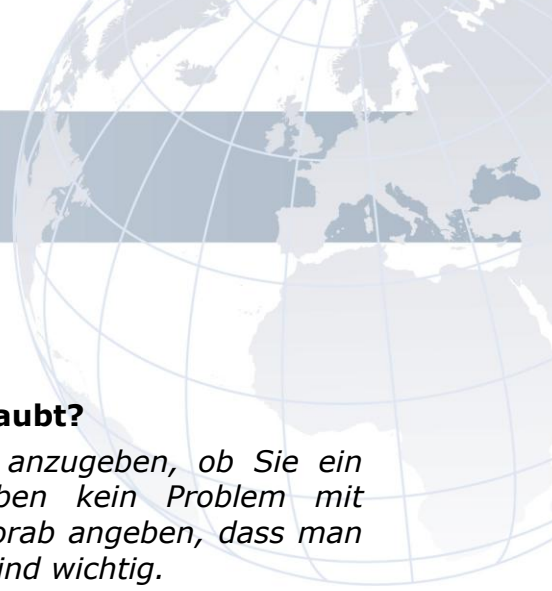 aubt?
anzugeben, ob Sie ein
ben kein Problem mit
orab angeben, dass man
ind wichtig.